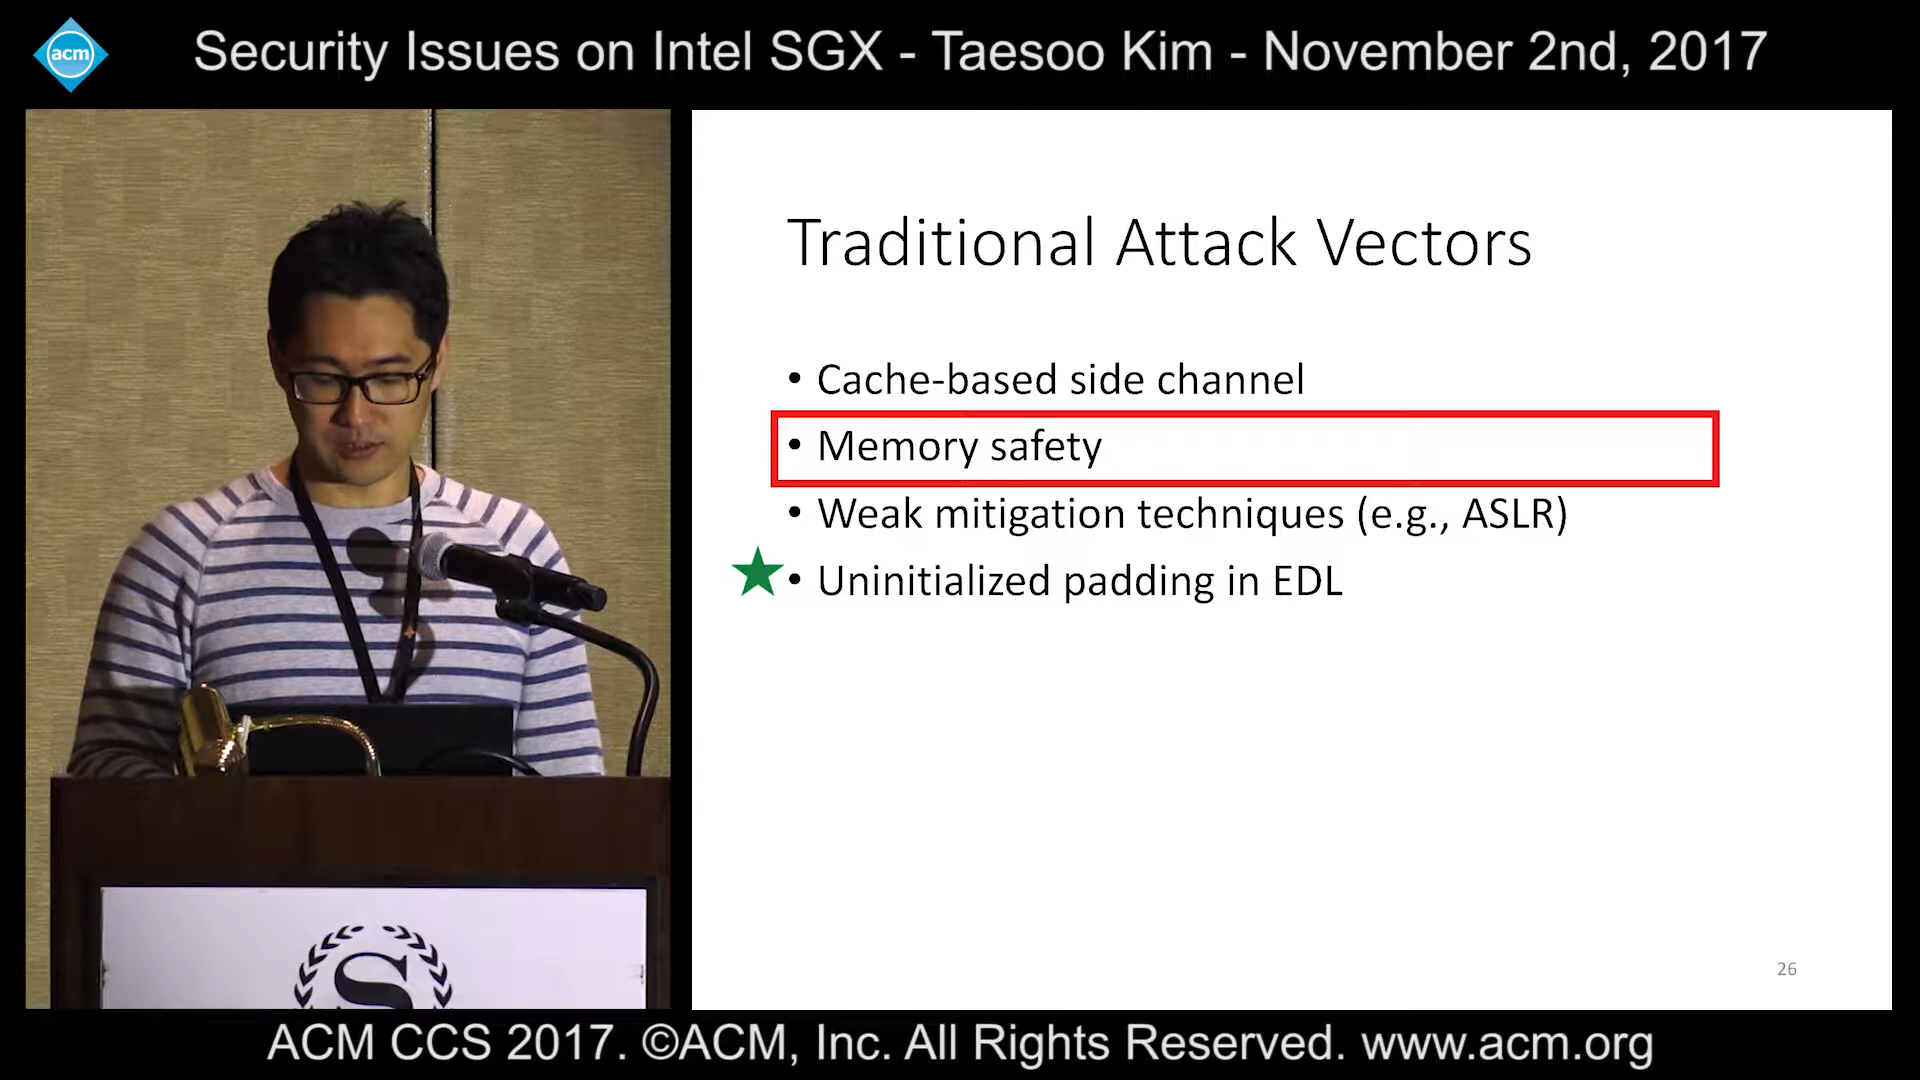 acm
Security Issues on Intel SGX - Taesoo Kim - November 2nd, 2017
Traditional Attack Vectors
• Cache-based side channel
• Memory safety
• Weak mitigation techniques (e.g., ASLR)
• Uninitialized padding in EDL
26
S
ACM CCS 2017. ©ACM, Inc. All Rights Reserved. www.acm.org